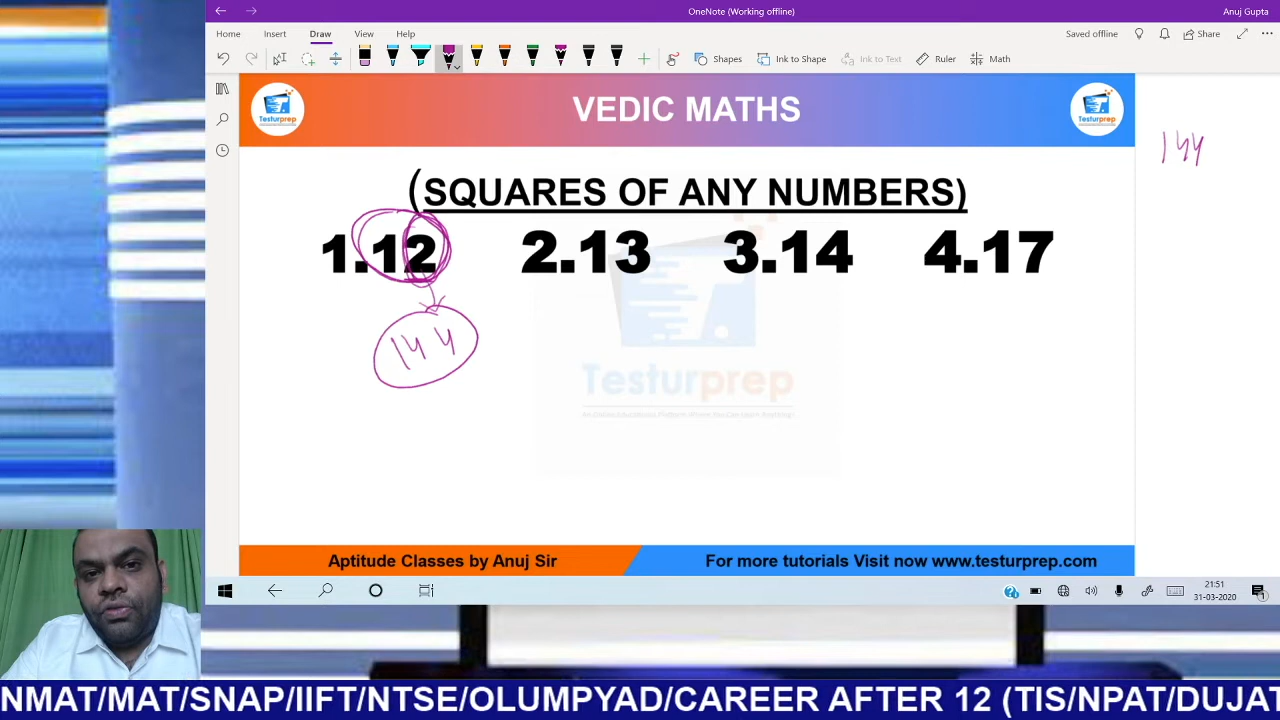 OneNote (Working offline)
Anuj Gupta
Home Insert Draw View Help
Saved offline
Share
Shapes
Ink to Shape
Ink to Text
Ruler
Math
Testurprep
VEDIC MATHS
Testurprep
144
(SQUARES OF ANY NUMBERS)
1.12 2.13 3.14 4.17
144
Testurprep
Aptitude Classes by Anuj Sir
For more tutorials Visit now www.testurprep.com
21:51
31-03-2020
NMAT/MAT/SNAP/IIFT/NTSE/OLUMPYAD/CAREER AFTER 12 (TIS/NPAT/DUJAT